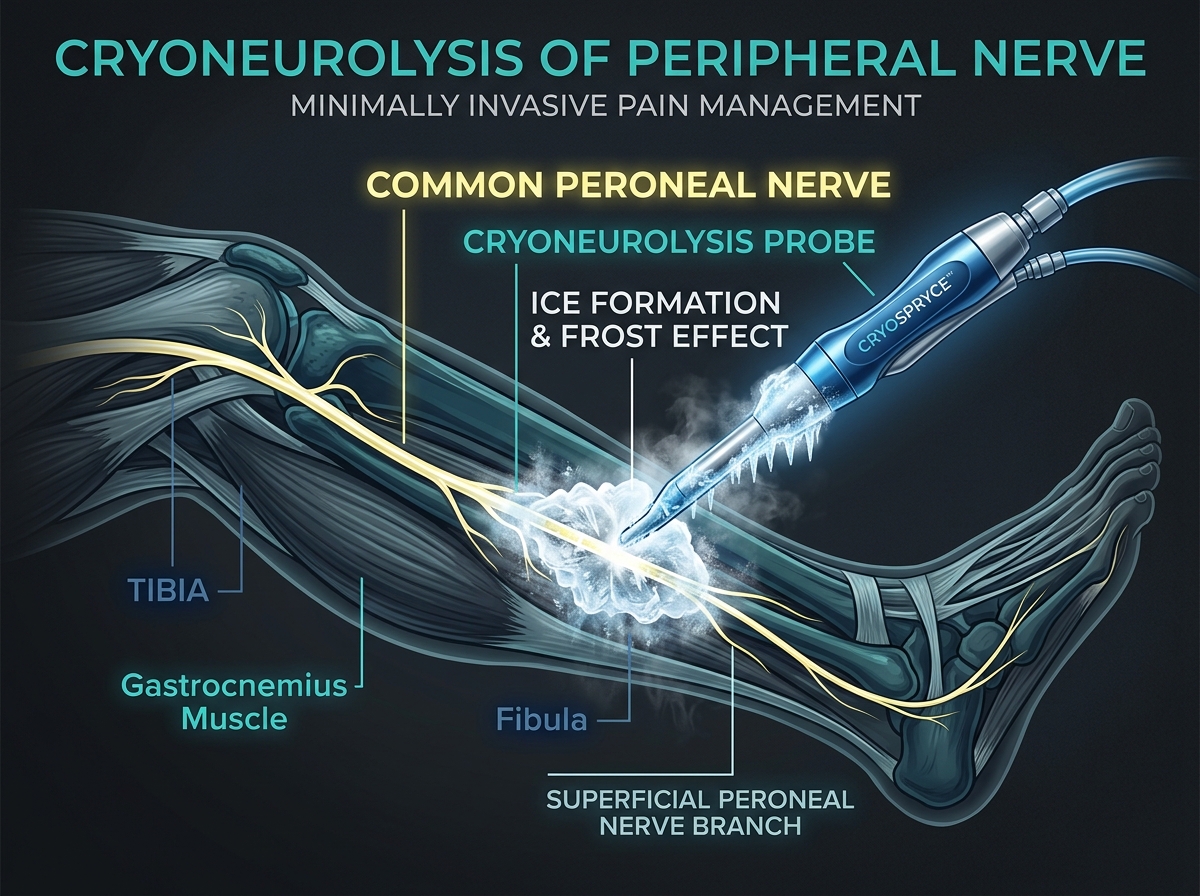 CRYONEUROLYSIS OF PERIPHERAL NERVE
MINIMALLY INVASIVE PAIN MANAGEMENT
COMMON PERONEAL NERVE
CRYONEUROLYSIS PROBE
ICE FORMATION
& FROST EFFECT
CRYOSPRYCE™
TIBIA
Gastrocnemius
Muscle
Fibula
SUPERFICIAL PERONEAL
NERVE BRANCH